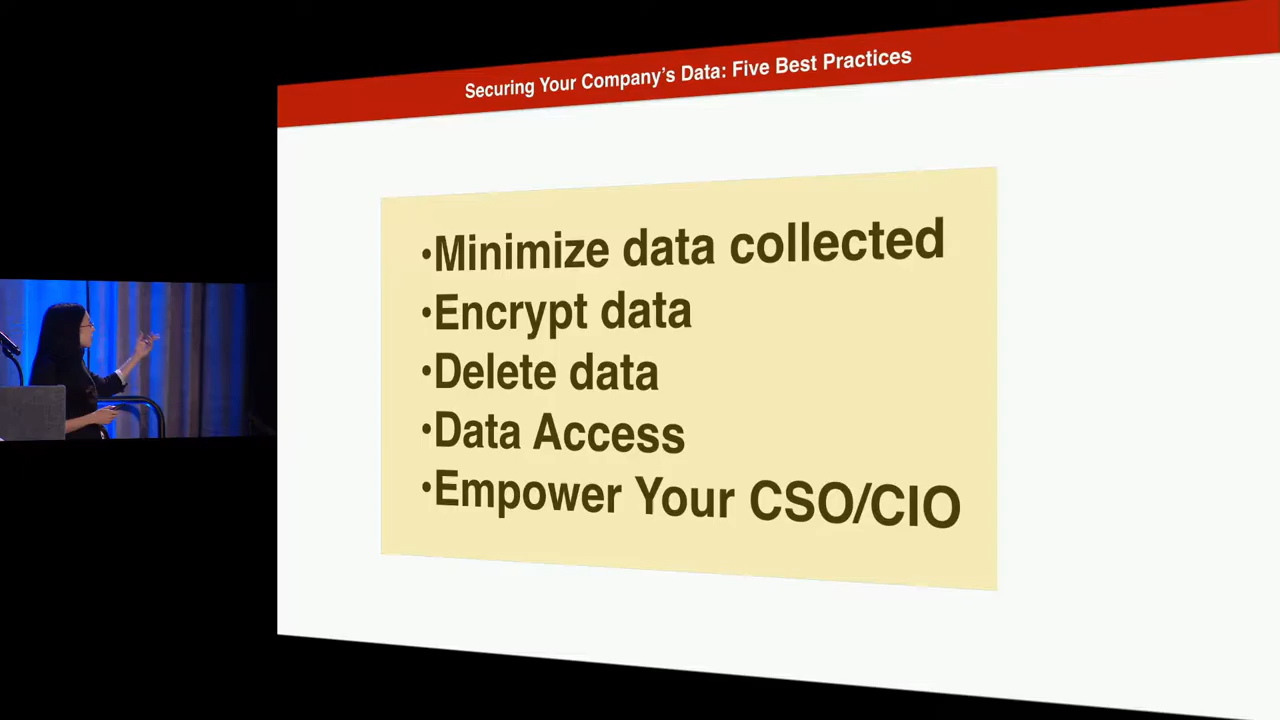 Securing Your Company's Data: Five Best Practices
•Minimize data collected
•Encrypt data
•Delete data
•Data Access
•Empower Your CSO/CIO